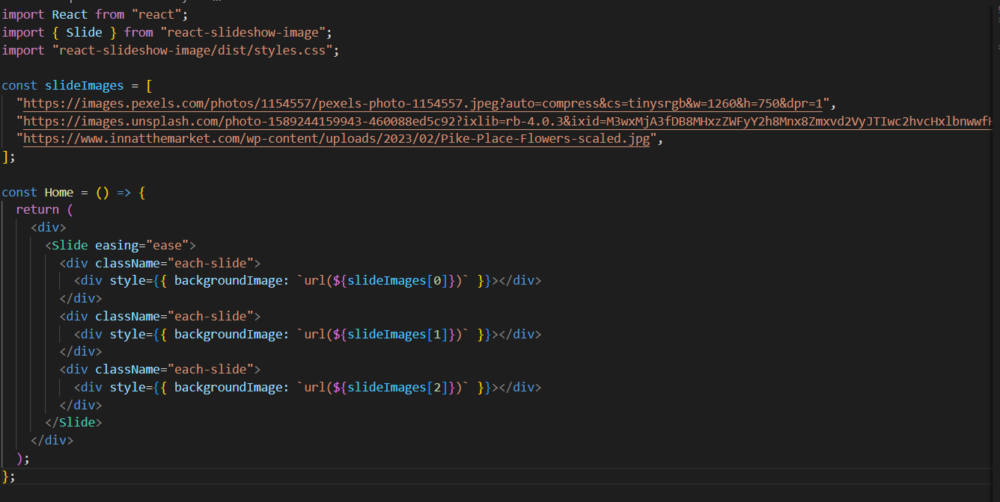 import React from "react";
import { Slide } from "react-slideshow-image";
import "react-slideshow-image/dist/styles.css";
const slideImages = [
"https://images.pexels.com/photos/1154557/pexels-photo-1154557.jpeg?auto=compress&cs=tinysrgb&w=1260&h=750&dpr=1",
"https://images.unsplash.com/photo-1589244159943-460088ed5c92?ixlib=rb-4.0.3&ixid=M3wxMjA3fDB8MHxzZWFyY2h8Mnx8Zmxvd2VyJTIwc2hvcHxlbnwwfH
"https://www.innatthemarket.com/wp-content/uploads/2023/02/Pike-Place-Flowers-scaled.jpg",
];
const Home = () => {
return (
<div>
<Slide easing="ease">
<div className="each-slide">
<div style={{ backgroundImage: `url(${slideImages[0]})` }}></div>
</div>
<div className="each-slide">
<div style={{ backgroundImage: `url(${slideImages[1]})` }}></div>
</div>
<div className="each-slide">
<div style={{ backgroundImage: `url(${slideImages[2]})` }}></div>
</div>
</Slide>
</div>
);
};